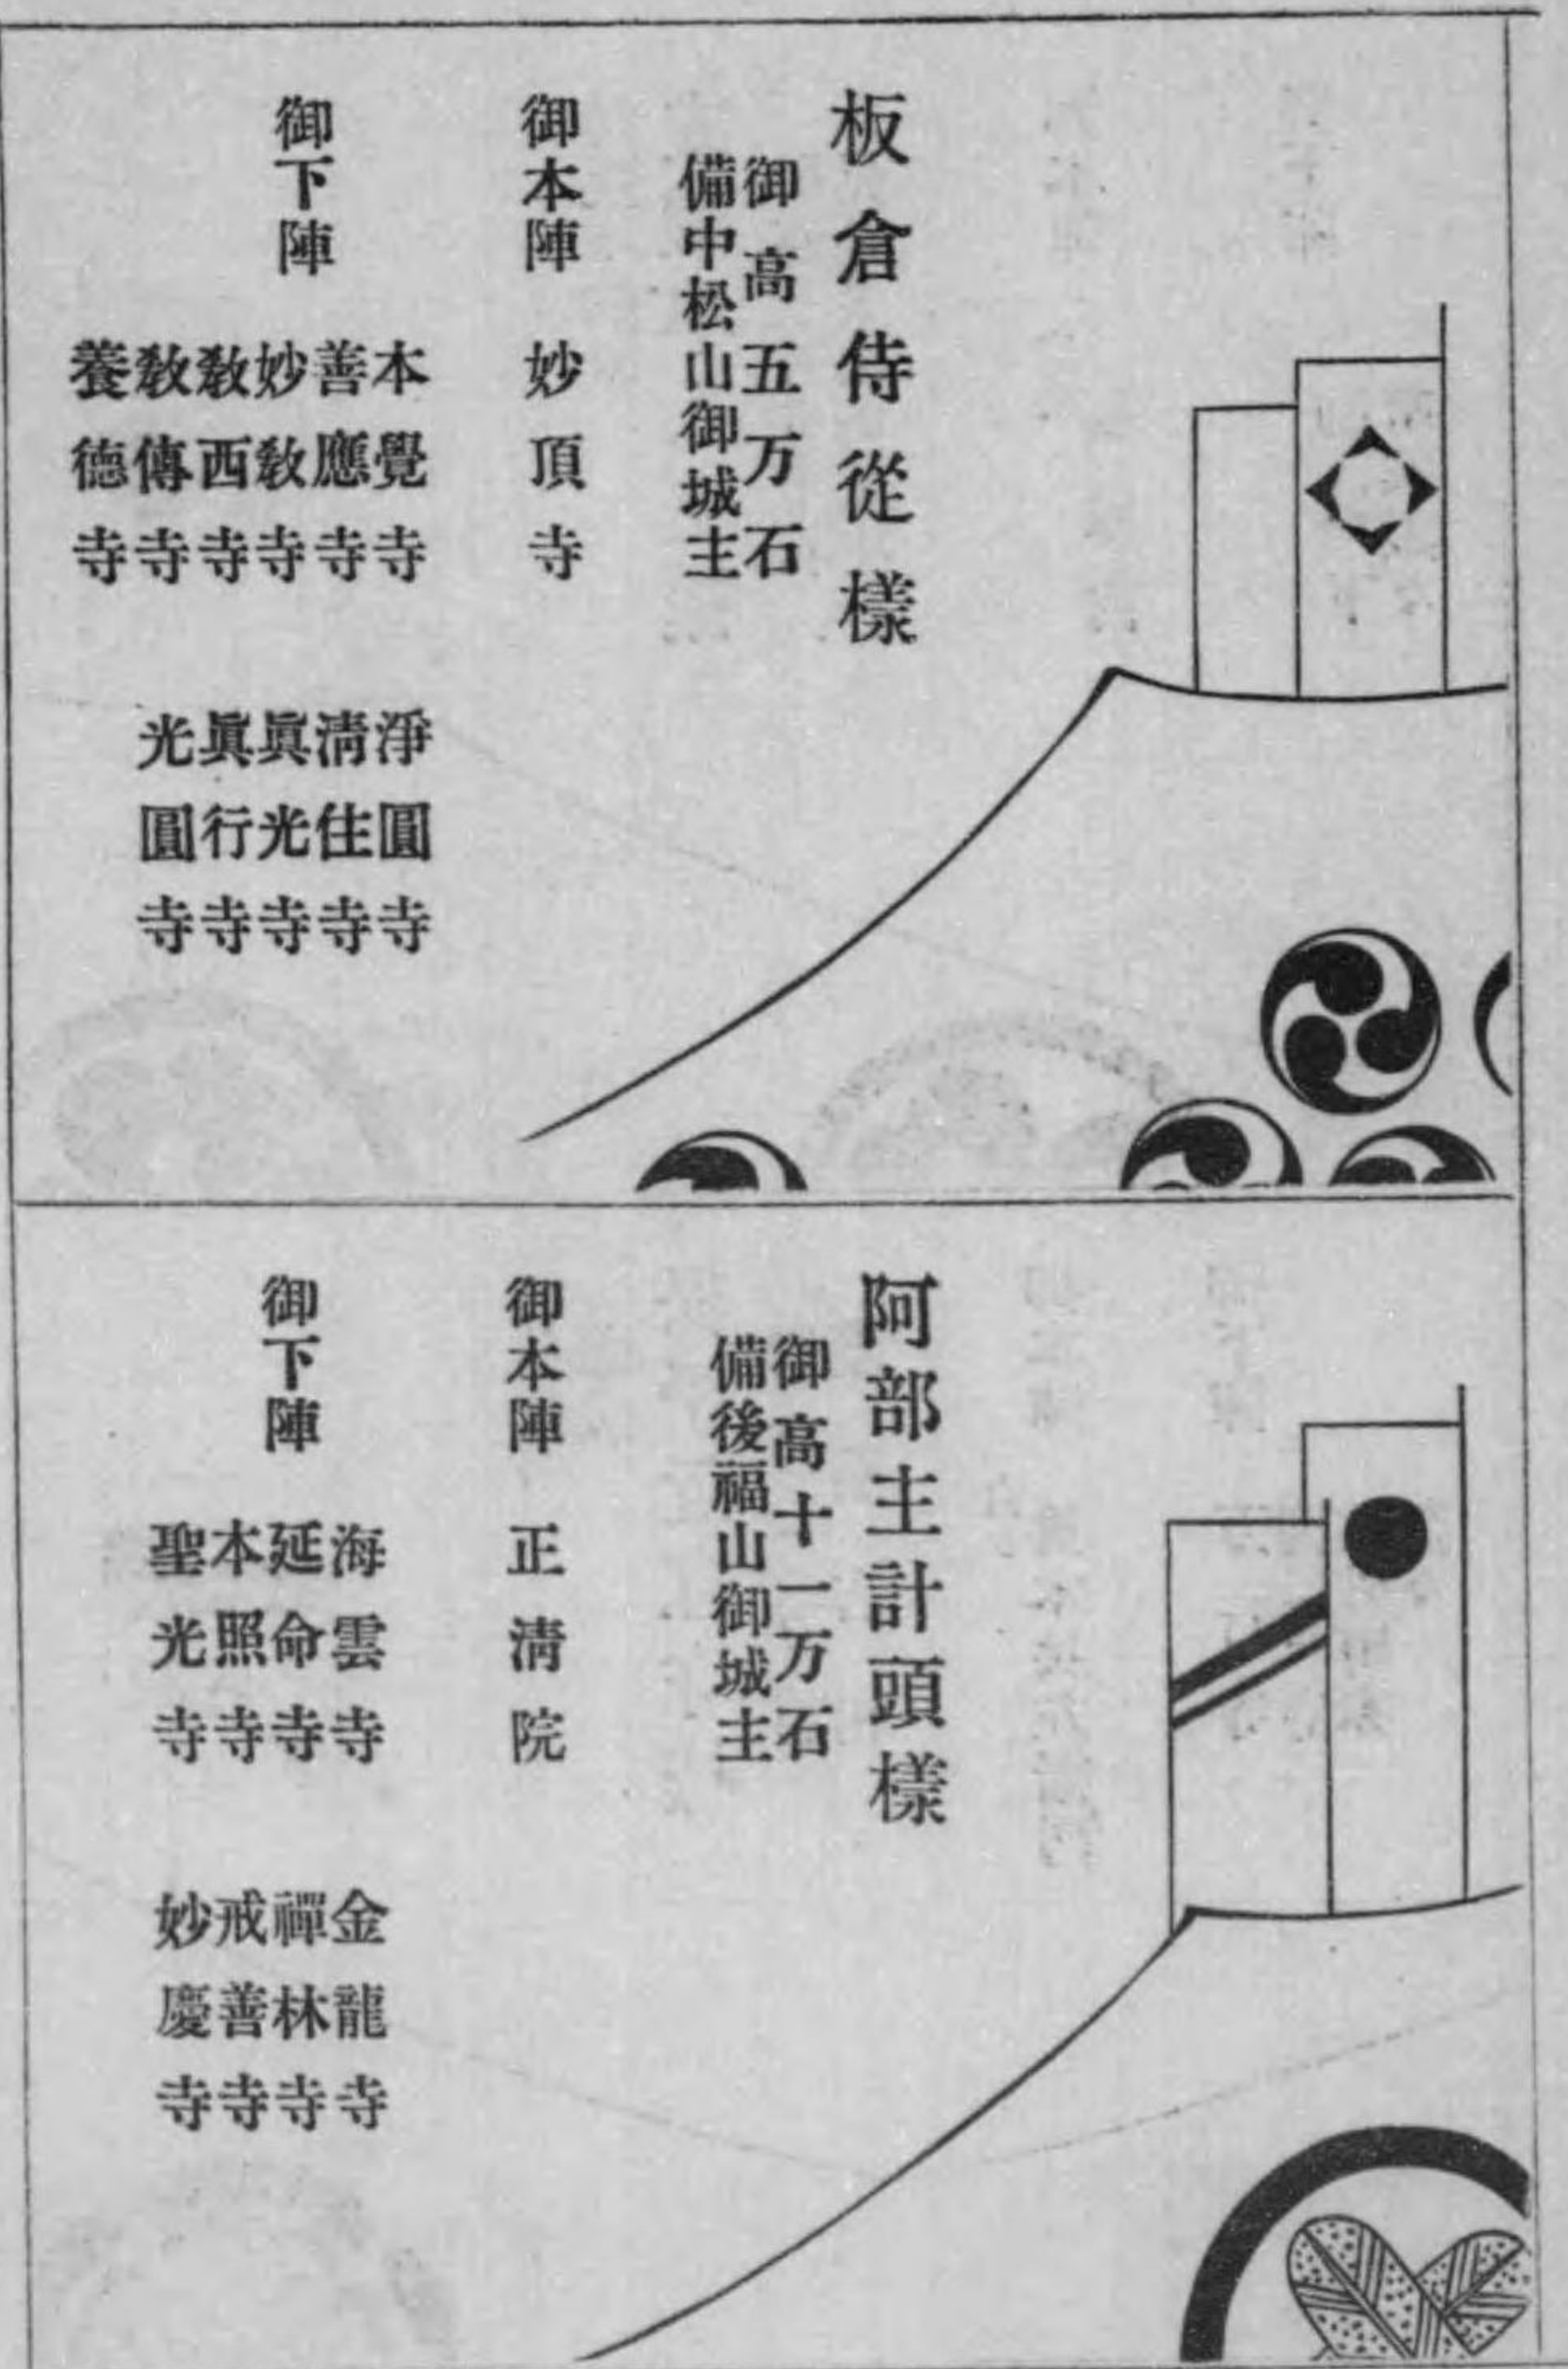 板倉侍從樣
御高五万石
備中松山御城主
御本陣 妙頂寺
御下陣
本覺寺 淨圓寺
善應寺 淸住寺
妙敎寺 眞光寺
敎西寺 眞行寺
敎傳寺 光圓寺
養德寺
阿部主計頭樣
御高十一万石
備後福山御城主
御本陣 正淸院
御下陣
海雲寺 金龍寺
延命寺 禪林寺
本照寺 戒善寺
聖光寺 妙慶寺